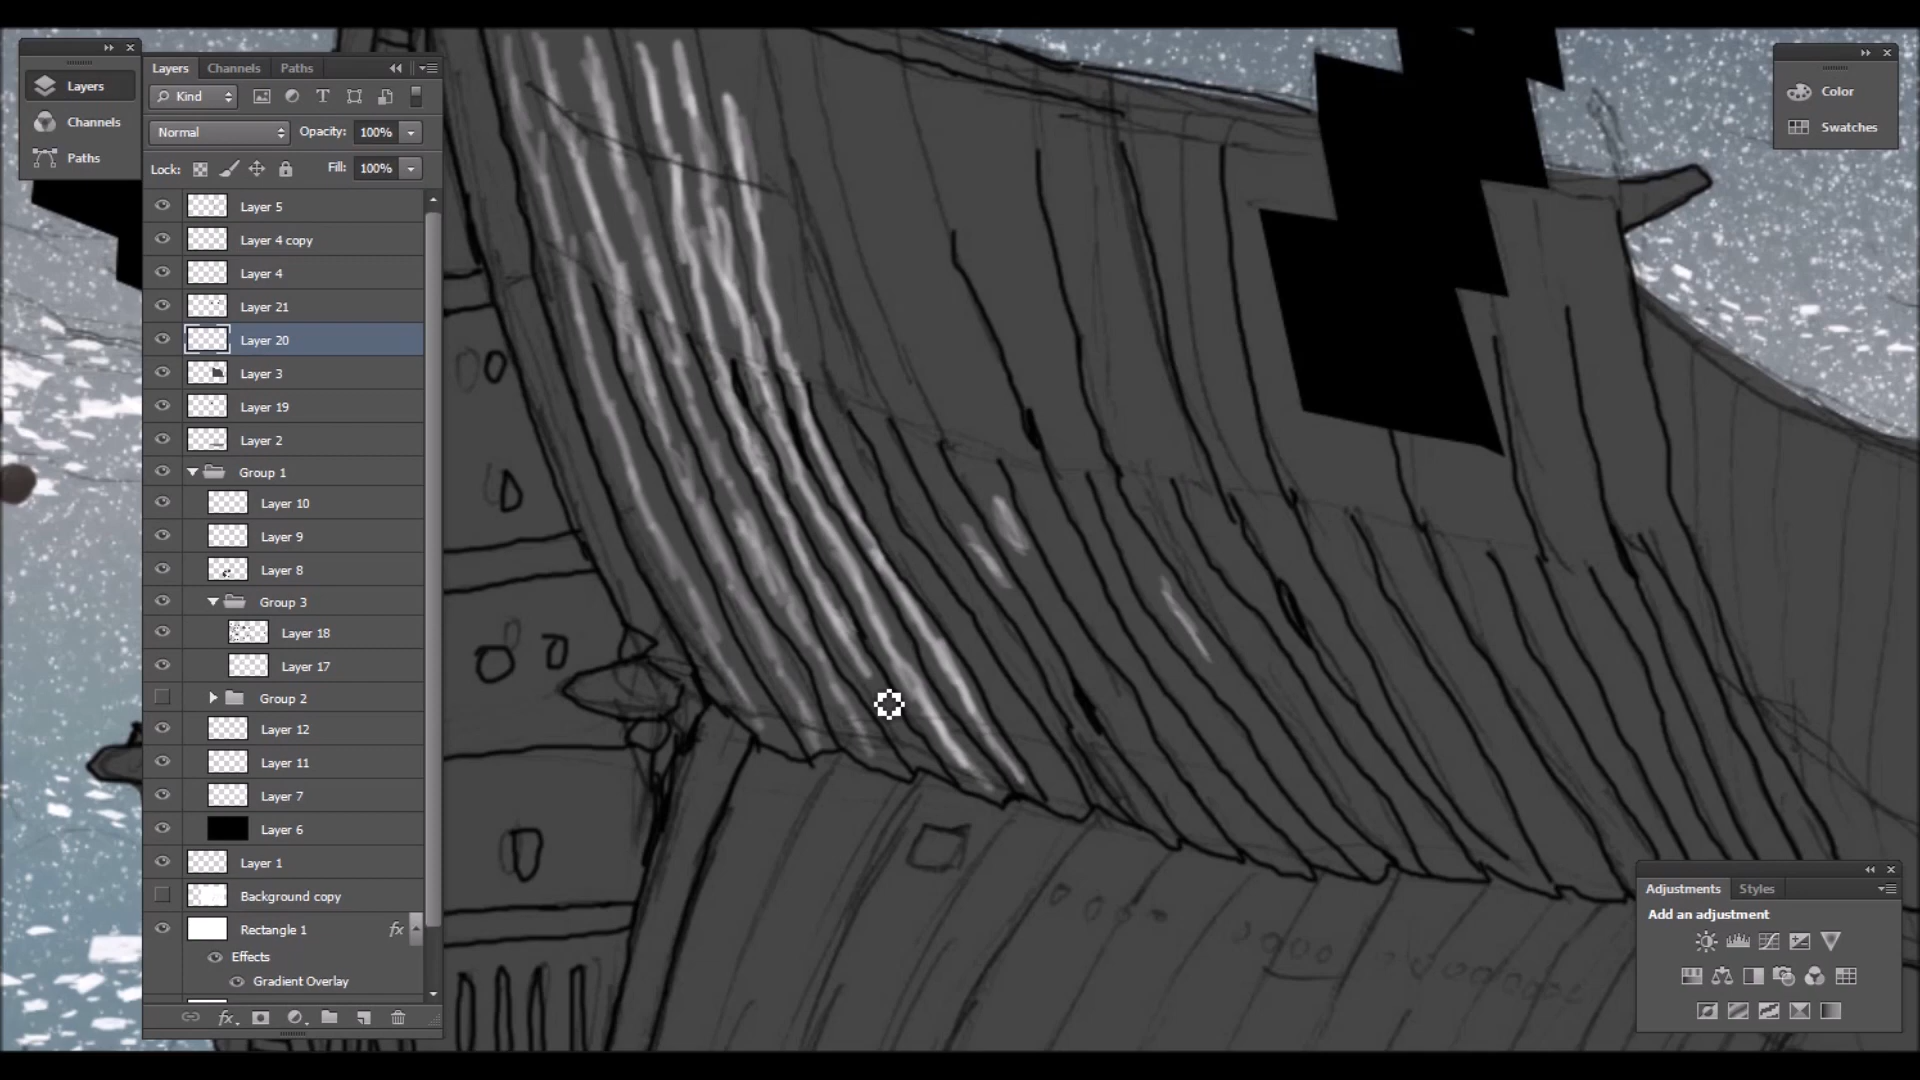 Layers
Channels
Paths
Layers Channels Paths
Kind
Normal Opacity: 100%
Lock: Fill: 100%
Layer 5
Layer 4 copy
Layer 4
Layer 21
Layer 20
Layer 3
Layer 19
Layer 2
Group 1
Layer 10
Layer 9
Layer 8
Group 3
Layer 18
Layer 17
Group 2
Layer 12
Layer 11
Layer 7
Layer 6
Layer 1
Background copy
Rectangle 1 fx
Effects
Gradient Overlay
fx
Color
Swatches
Adjustments Styles
Add an adjustment